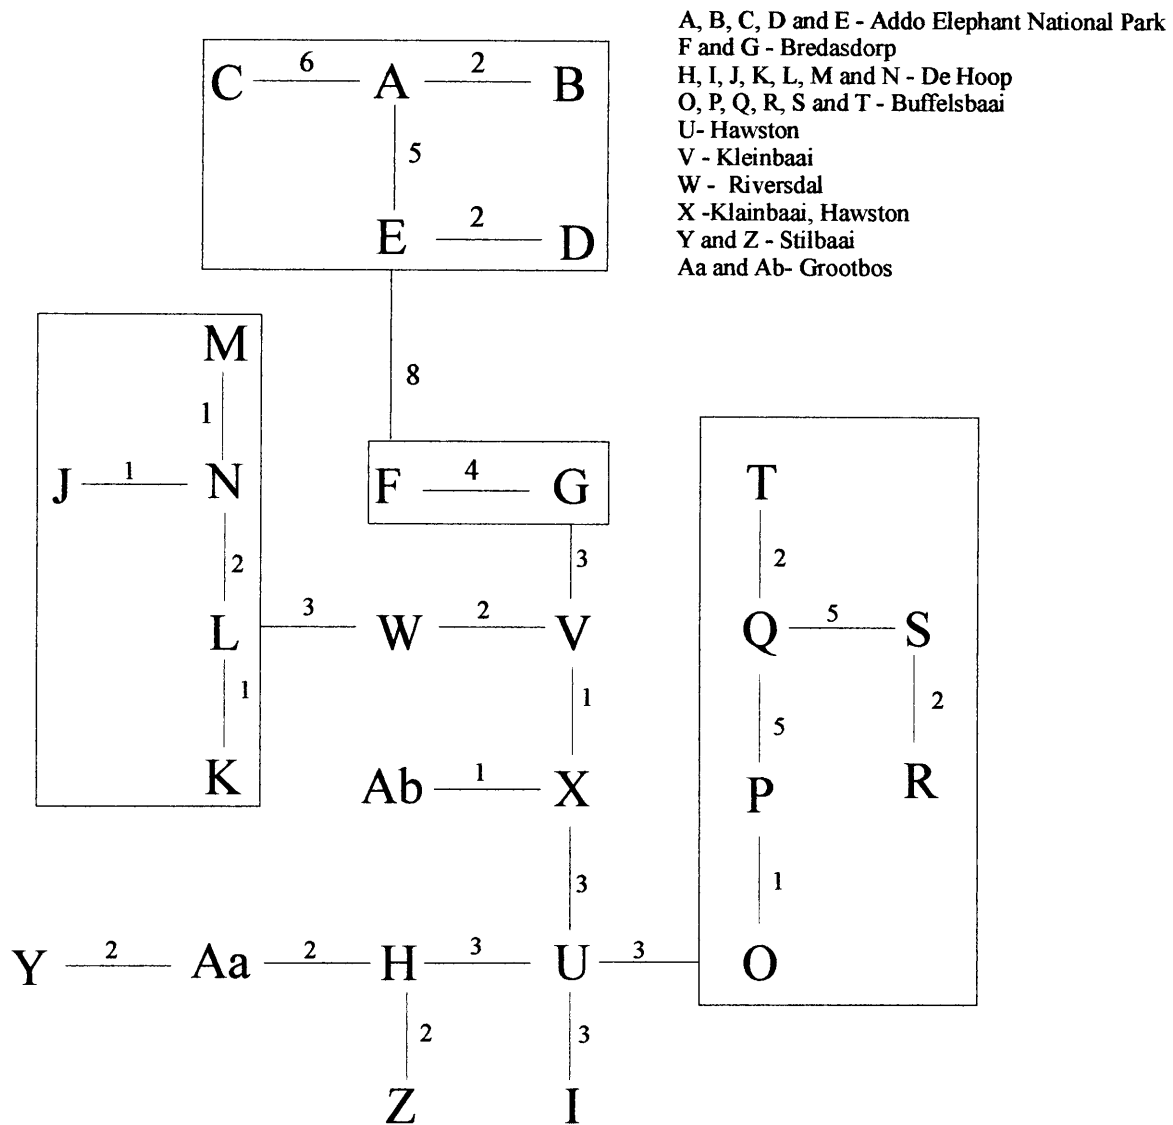 A, B, C, D and E - Addo Elephant National Park
F and G - Bredasdorp
H, I, J, K, L, M and N - De Hoop
O, P, Q, R, S and T - Buffelsbaai
U- Hawston
V - Kleinbaai
W - Riversdal
X -Klainbaai, Hawston
Y and Z - Stilbaai
Aa and Ab- Grootbos
C 6 A 2 B
5
E 2 D
8
M
1
J 1 N
2
L 3 W 2 V
1
K
F 4 G
3
1
Ab 1 X
3
Y 2 Aa 2 H 3 U 3 O
2 3
Z I
T
2
Q 5 S
5 2
P R
1